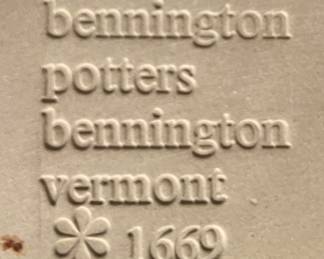 bennington
potters
bennington
vermont
* 1669